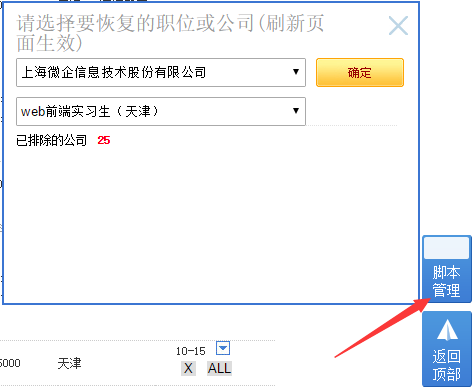 请选择要恢复的职位或公司(刷新页
面生效)
上海微企信息技术股份有限公司
确定
web前端实习生（天津）
已排除的公司 25
脚本
管理
返回
顶部
5000 天津 10-15
X ALL